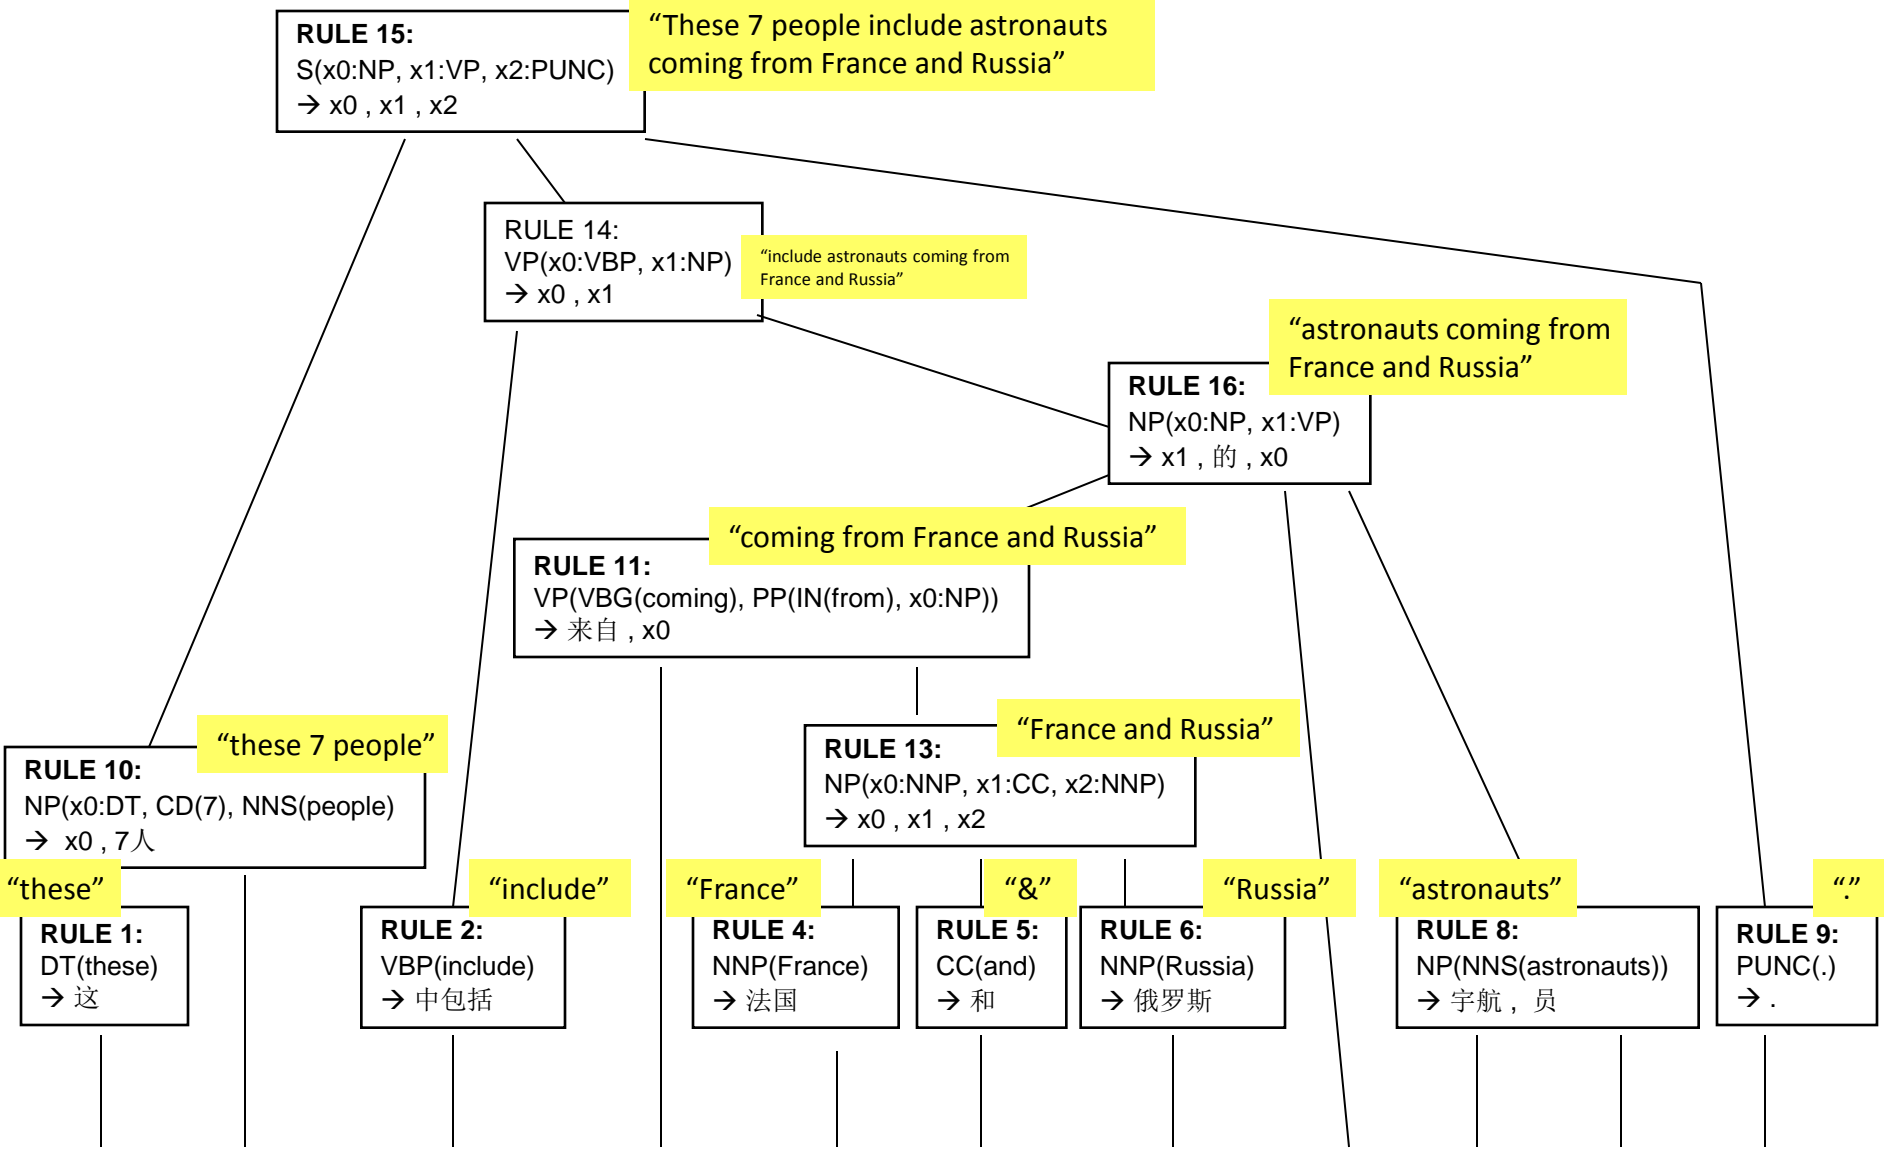 RULE 15:
S(x0:NP, x1:VP, x2:PUNC)
→ x0 , x1 , x2
“These 7 people include astronauts
coming from France and Russia”
RULE 14:
VP(x0:VBP, x1:NP)
→ x0 , x1
“include astronauts coming from
France and Russia”
“astronauts coming from
France and Russia”
RULE 16:
NP(x0:NP, x1:VP)
→ x1 , 的 , x0
“coming from France and Russia”
RULE 11:
VP(VBG(coming), PP(IN(from), x0:NP))
→ 来自 , x0
“these 7 people”
RULE 10:
NP(x0:DT, CD(7), NNS(people)
→ x0 , 7人
“France and Russia”
RULE 13:
NP(x0:NNP, x1:CC, x2:NNP)
→ x0 , x1 , x2
“these”
RULE 1:
DT(these)
→ 这
“include”
RULE 2:
VBP(include)
→ 中包括
“France”
RULE 4:
NNP(France)
→ 法国
“&”
RULE 5:
CC(and)
→ 和
“Russia”
RULE 6:
NNP(Russia)
→ 俄罗斯
“astronauts”
RULE 8:
NP(NNS(astronauts))
→ 宇航 , 员
“.”
RULE 9:
PUNC(.)
→ .